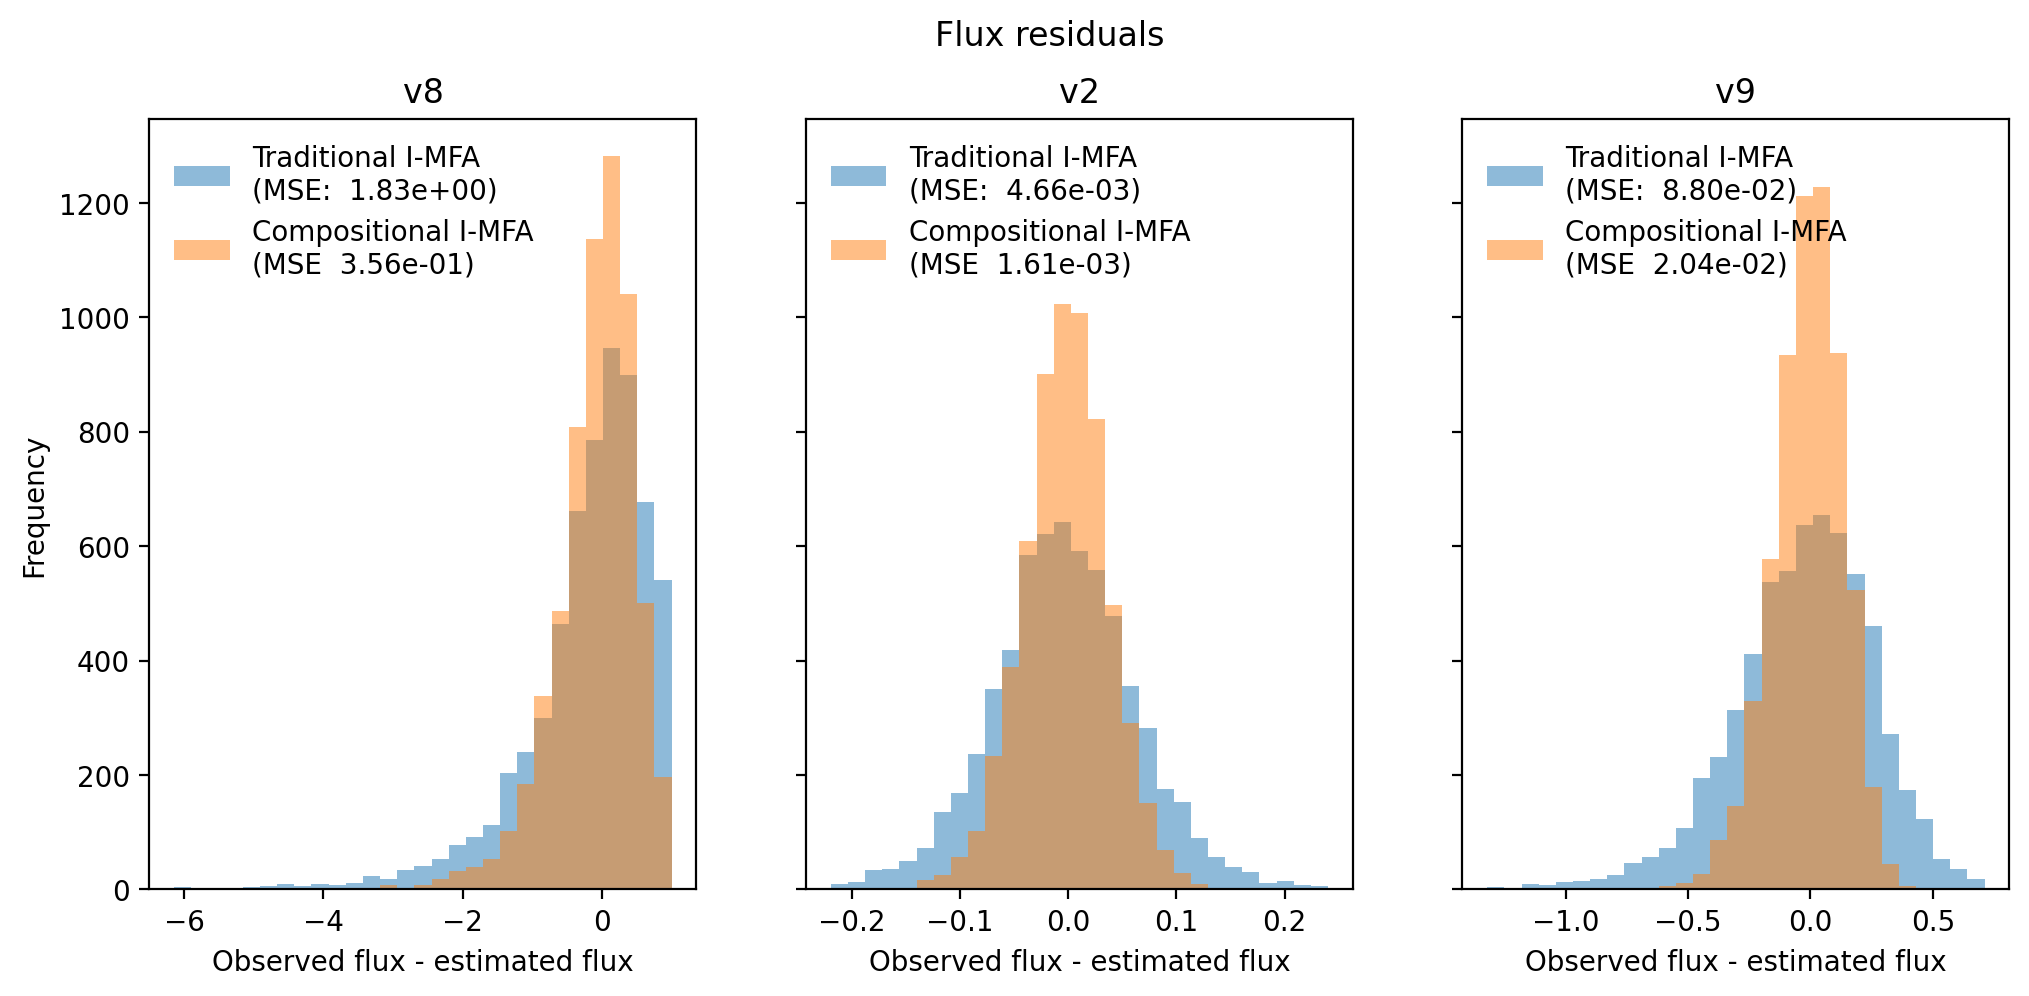 Flux residuals
v8
Traditional I-MFA
(MSE:  1.83e+00)
Compositional I-MFA
(MSE  3.56e-01)
1200
1000
800
600
400
200
0
Frequency
−6 −4 −2 0
Observed flux - estimated flux
v2
Traditional I-MFA
(MSE:  4.66e-03)
Compositional I-MFA
(MSE  1.61e-03)
−0.2 −0.1 0.0 0.1 0.2
Observed flux - estimated flux
v9
Traditional I-MFA
(MSE:  8.80e-02)
Compositional I-MFA
(MSE  2.04e-02)
−1.0 −0.5 0.0 0.5
Observed flux - estimated flux